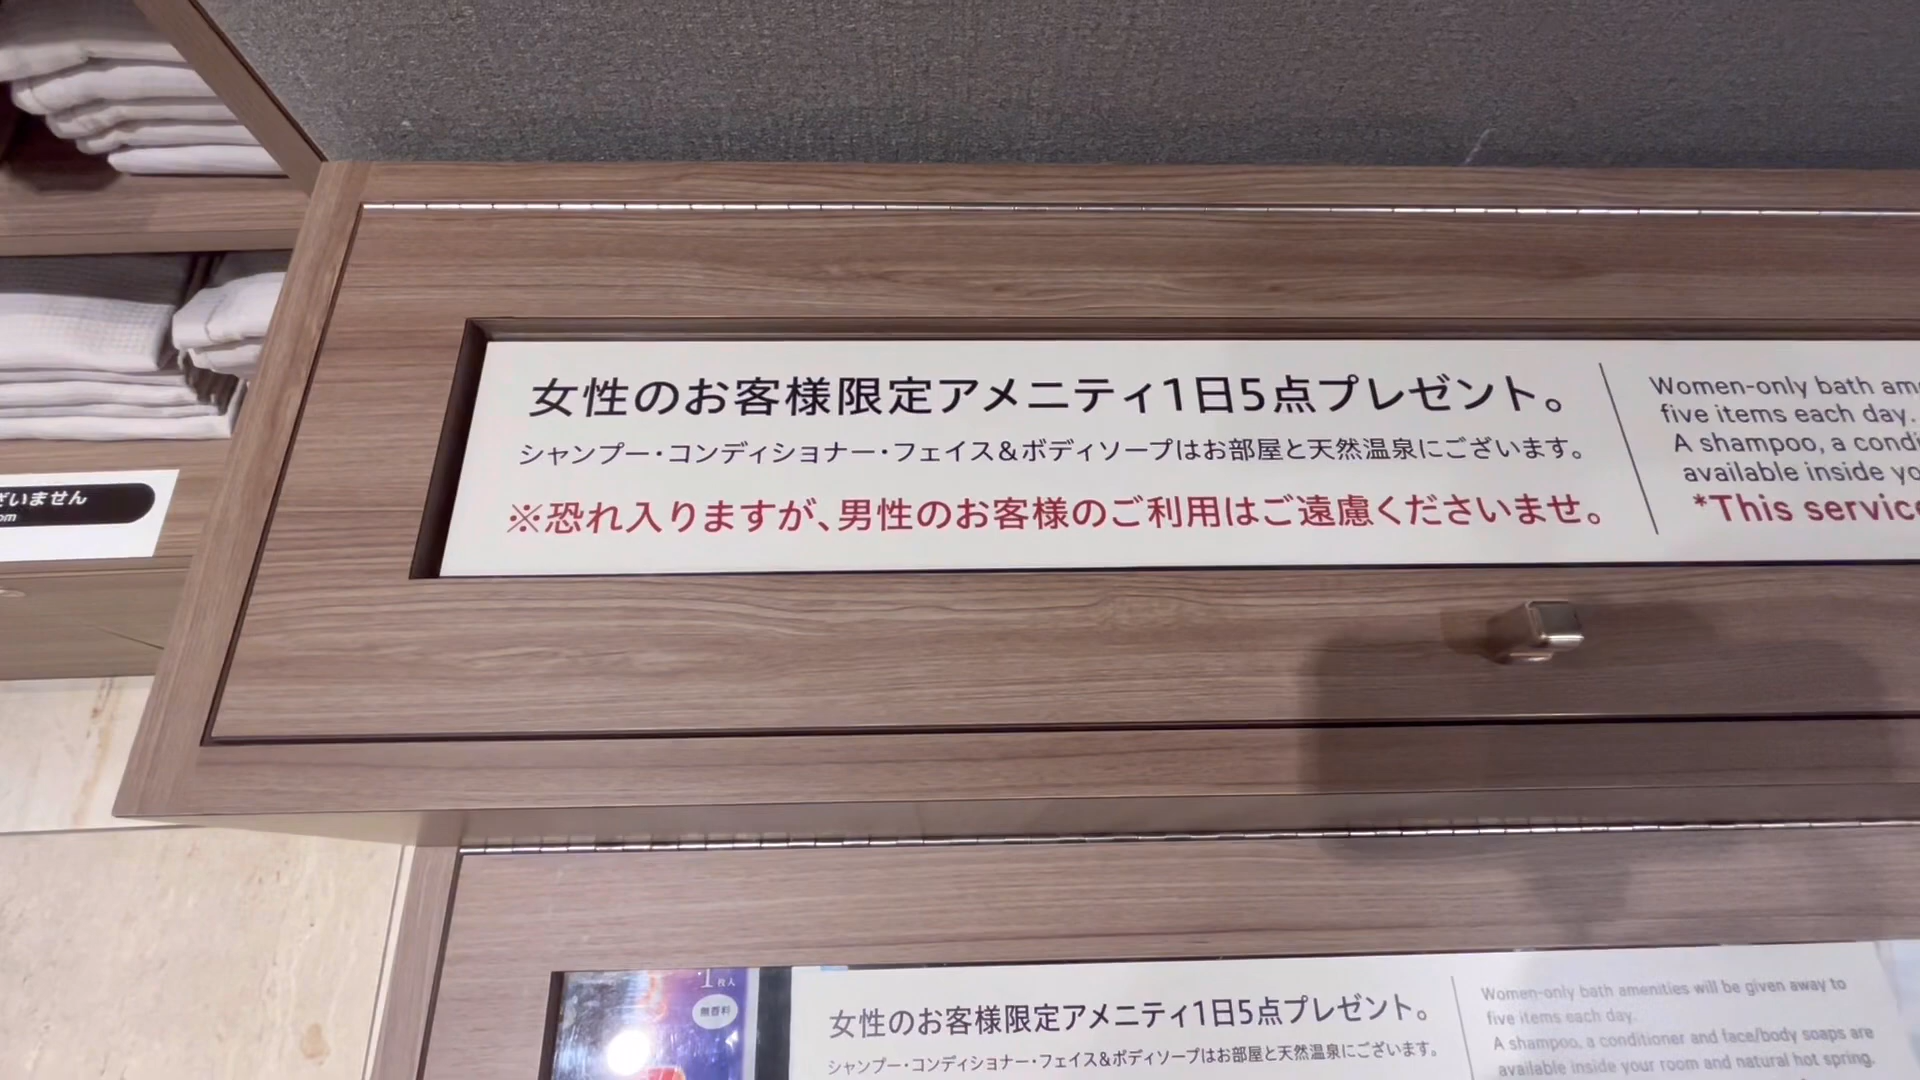 女性のお客様限定アメニティ1日5点プレゼント。
シャンプー・コンディショナー・フェイス&ボディソープはお部屋と天然温泉にございます。
※恐れ入りますが、男性のお客様のご利用はご遠慮くださいませ。
Women-only bath
five items each day.
A shampoo, a
available inside
*This
いません
1枚入
無香料
女性のお客様限定アメニティ1日5点プレゼント。
シャンプー・コンディショナー・フェイス&ボディソープはお部屋と天然温泉にございます。
Women-only bath amenities will be given away to
five items each day.
A shampoo, a conditioner and face/body soaps are
available inside your room and natural hot spring.